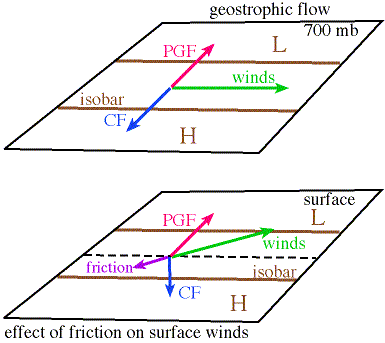 geostrophic flow
700 mb
PGF
L
winds
isobar
CF
H
surface
PGF
L
winds
friction
isobar
CF
H
effect of friction on surface winds